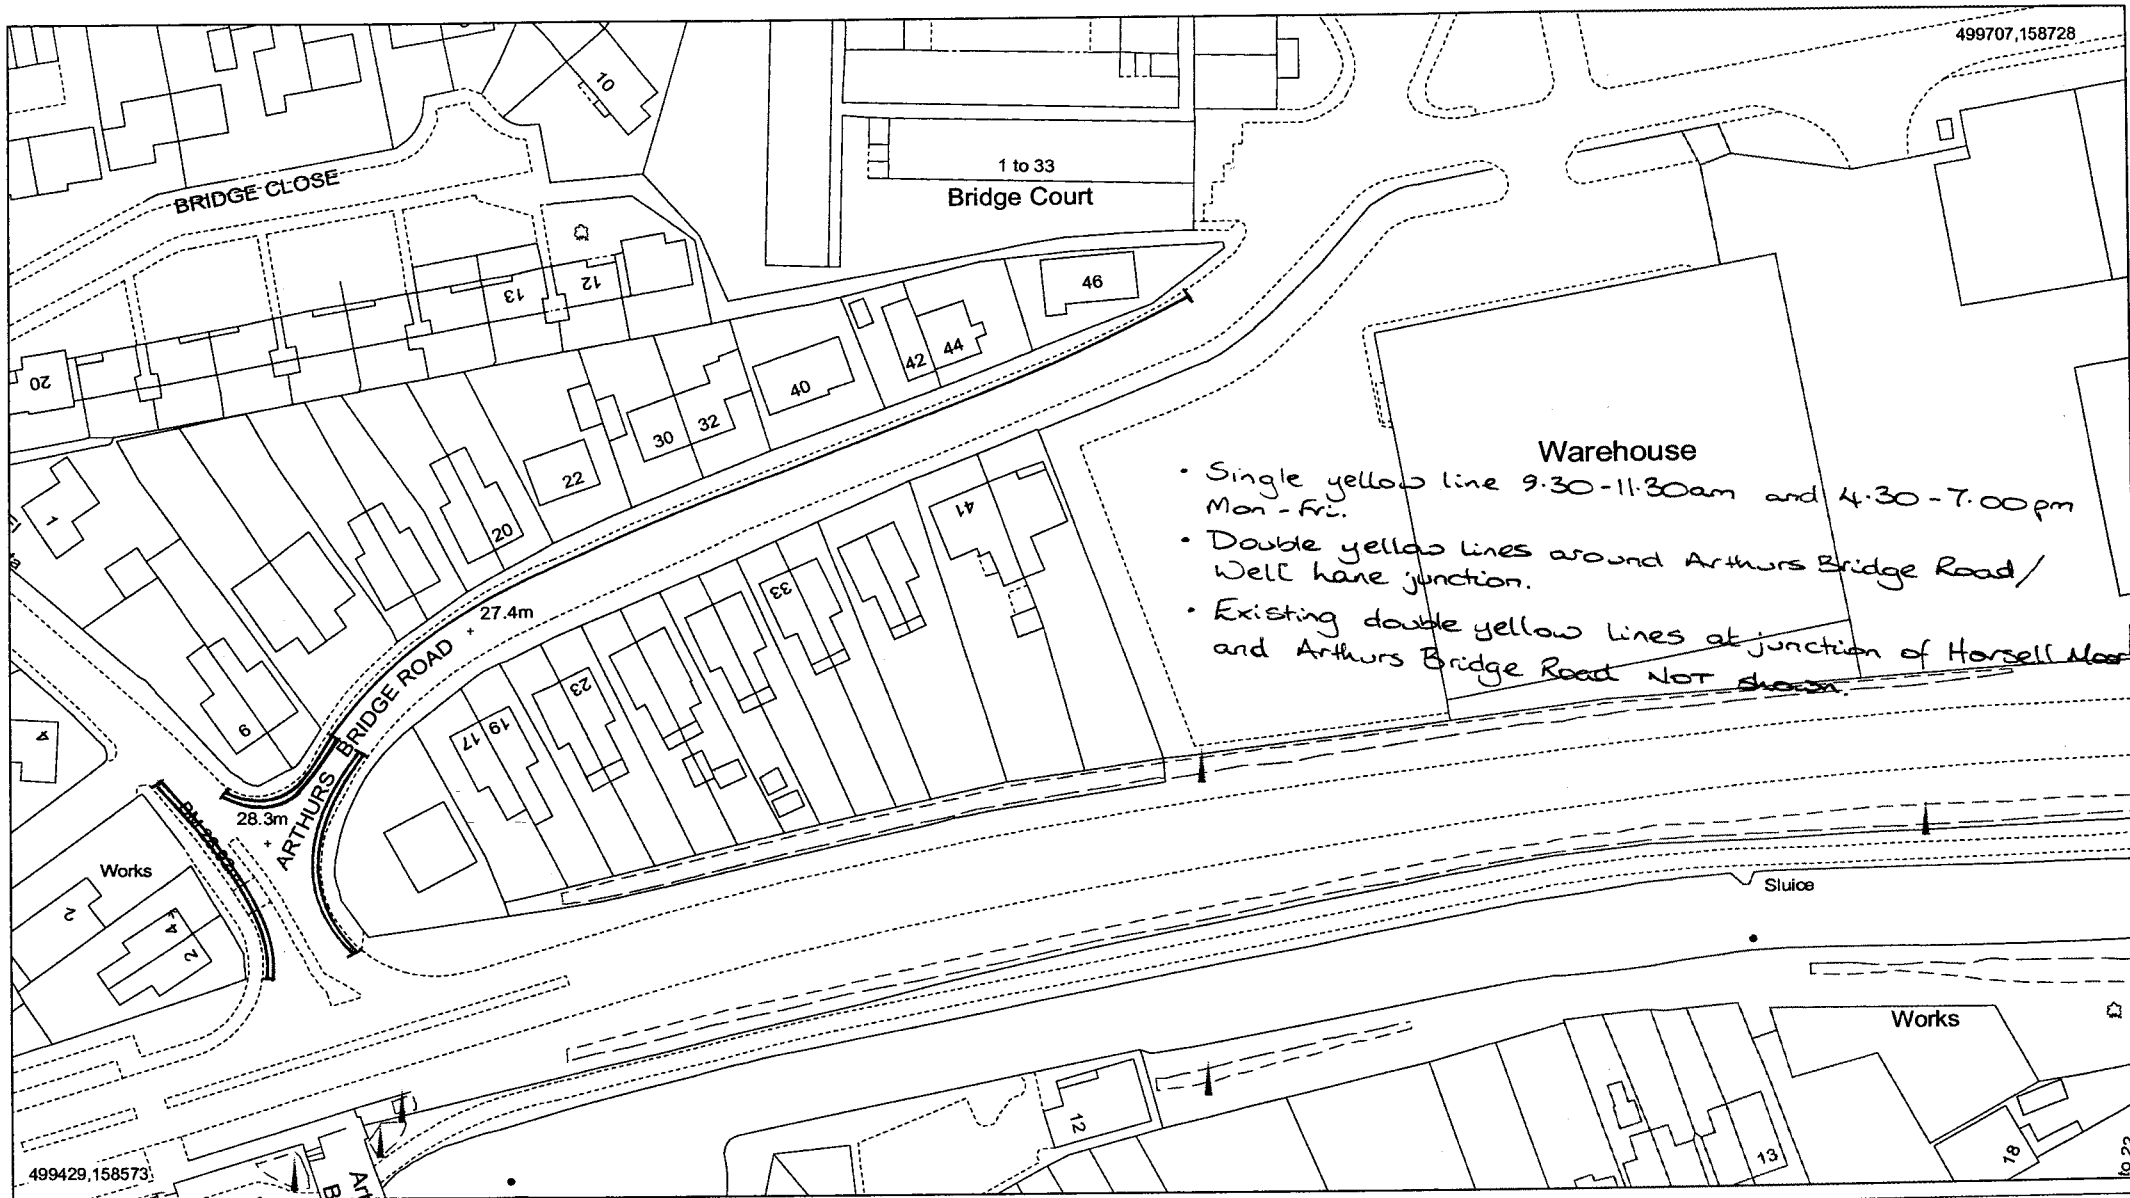 499707,158728
10
BRIDGE CLOSE
1 to 33
Bridge Court
13
12
46
20
42
44
40
30
32
22
20
1
41
Warehouse
• Single yellow line 9.30-11.30am and 4.30-7.00pm
Mon-Fri.
• Double yellow lines around Arthurs Bridge Road/
Well Lane junction.
• Existing double yellow lines at junction of Horsell Moor
and Arthurs Bridge Road NOT shown.
33
27.4m
23
19
17
9
4
ARTHURS BRIDGE ROAD
28.3m
Works
2
2
Sluice
Works
12
13
18
to 22
499429,158573